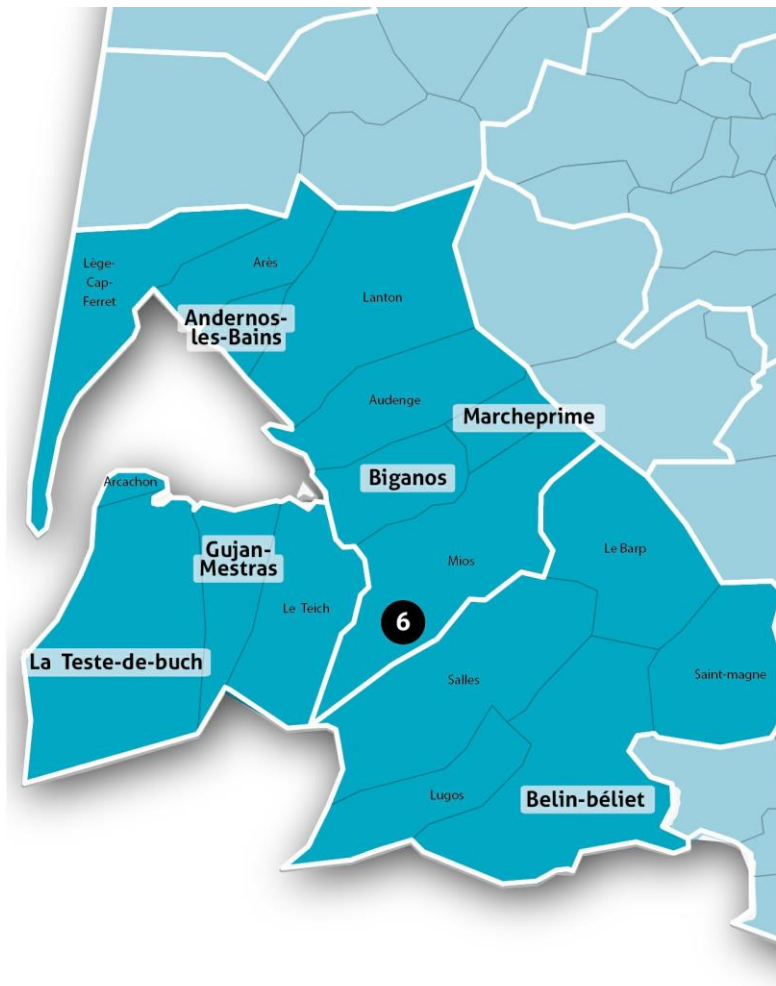 Lège-
Cap-
Ferret
Arès
Lanton
Andernos-
les-Bains
Audenge
Marcheprime
Biganos
Arcachon
Gujan-
Mestras
Le Barp
Mios
Le Teich
6
La Teste-de-buch
Salles
Saint-magne
Lugos
Belin-béliet